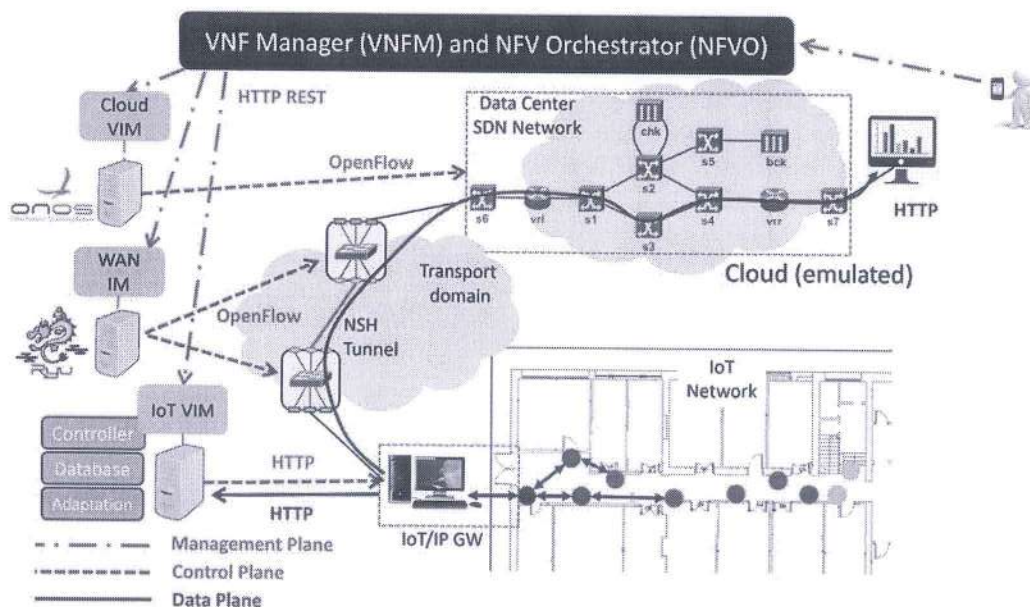 VNF Manager (VNFM) and NFV Orchestrator (NFVO)
Cloud
VIM
HTTP REST
Data Center
SDN Network
chk
s5
bck
s2
OpenFlow
onos
s6
vrl
s1
s4
vrr
s7
HTTP
s3
WAN
IM
Transport
domain
Cloud (emulated)
OpenFlow
NSH
Tunnel
RYU
IoT
Network
IoT VIM
Controller
Database
Adaptation
HTTP
HTTP
IoT/IP GW
Management Plane
Control Plane
Data Plane